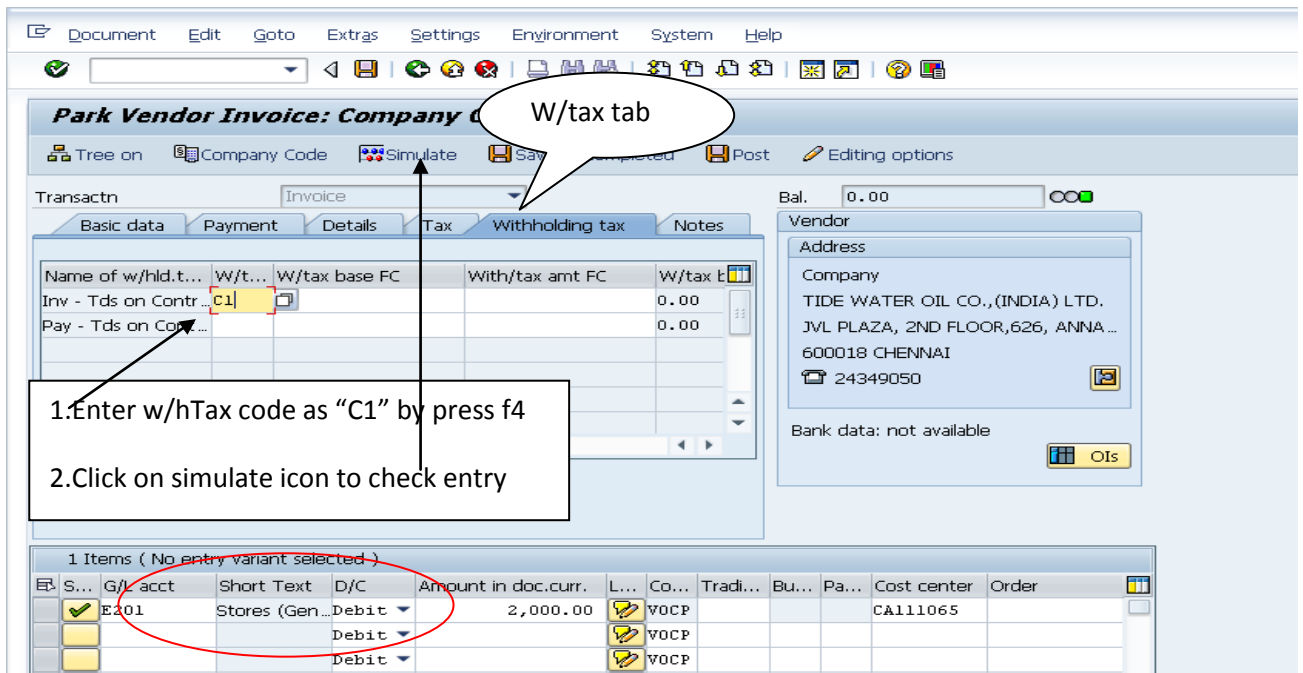 Document Edit Goto Extras Settings Environment System Help
Park Vendor Invoice: Company
W/tax tab
Tree on Company Code Simulate Post Editing options
Transactn Invoice Bal. 0.00
Basic data Payment Details Tax Withholding tax Notes
Vendor
Address
Name of w/hld.t... W/t... W/tax base FC With/tax amt FC W/tax b
Company
Inv - Tds on Contr... C1 0.00
TIDE WATER OIL CO.,(INDIA) LTD.
Pay - Tds on Cont... 0.00
JVL PLAZA, 2ND FLOOR,626, ANNA...
600018 CHENNAI
24349050
1.Enter w/hTax code as “C1” by press f4
Bank data: not available
OIs
2.Click on simulate icon to check entry
1 Items ( No entry variant selected )
S... G/L acct Short Text D/C Amount in doc.curr. L... Co... Tradi... Bu... Pa... Cost center Order
E201 Stores (Gen... Debit 2,000.00 VOCP CA111065
Debit VOCP
Debit VOCP